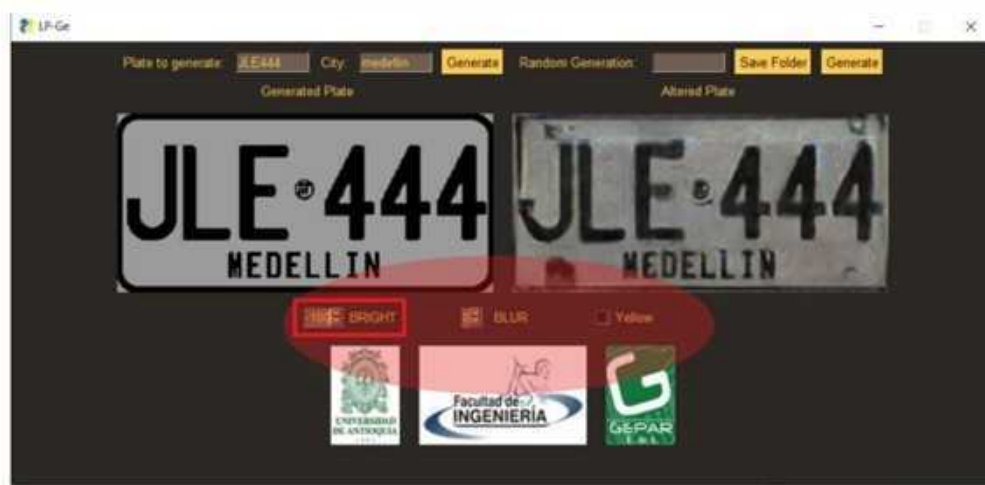 LP-Ge
Plate to generate: JLE444 City: medellin Generate Random Generation: Save Folder Generate
Generated Plate Altered Plate
JLE 444 JLE 444
MEDELLIN MEDELLIN
BRIGHT BLUR Yellow
UNIVERSIDAD
DE ANTIOQUIA
Facultad de
INGENIERÍA
GEPAR